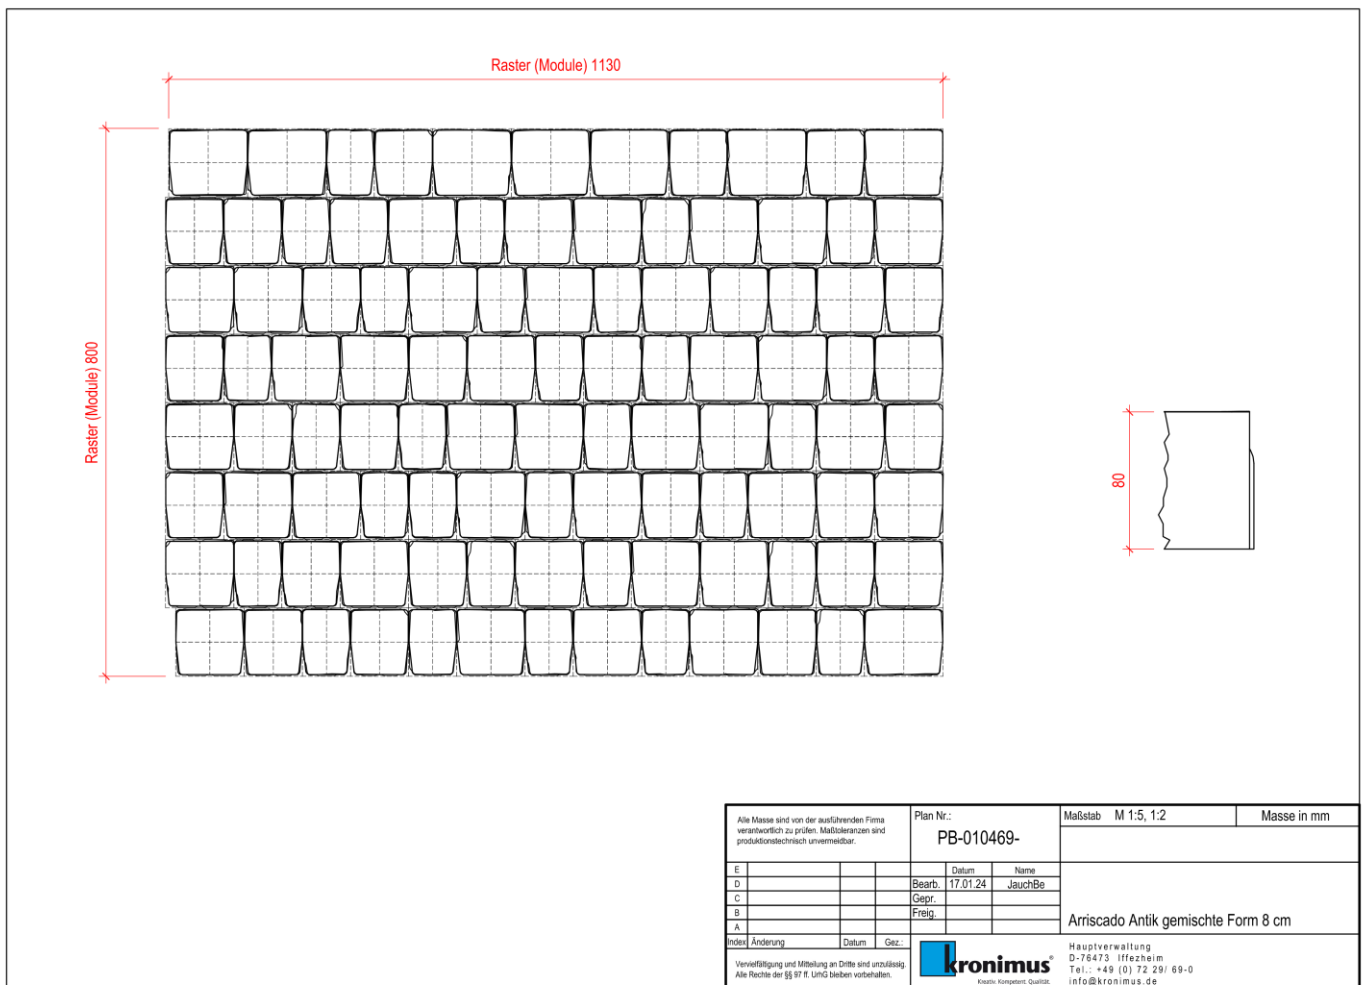 Raster (Module) 1130
Raster (Module) 800
80
Alle Masse sind von der ausführenden Firma
verantwortlich zu prüfen. Maßtoleranzen sind
produktionstechnisch unvermeidbar.
Plan Nr.:
PB-010469-
Maßstab M 1:5, 1:2
Masse in mm
E
D
C
B
A
Index Änderung Datum Gez.:
Datum Name
Bearb. 17.01.24 JauchBe
Gepr.
Freig.
Arriscado Antik gemischte Form 8 cm
Vervielfältigung und Mitteilung an Dritte sind unzulässig.
Alle Rechte der §§ 97 ff. UrhG bleiben vorbehalten.
kronimus®
Kreativ. Kompetent. Qualität.
Hauptverwaltung
D-76473 Iffezheim
Tel.: +49 (0) 72 29/ 69-0
info@kronimus.de